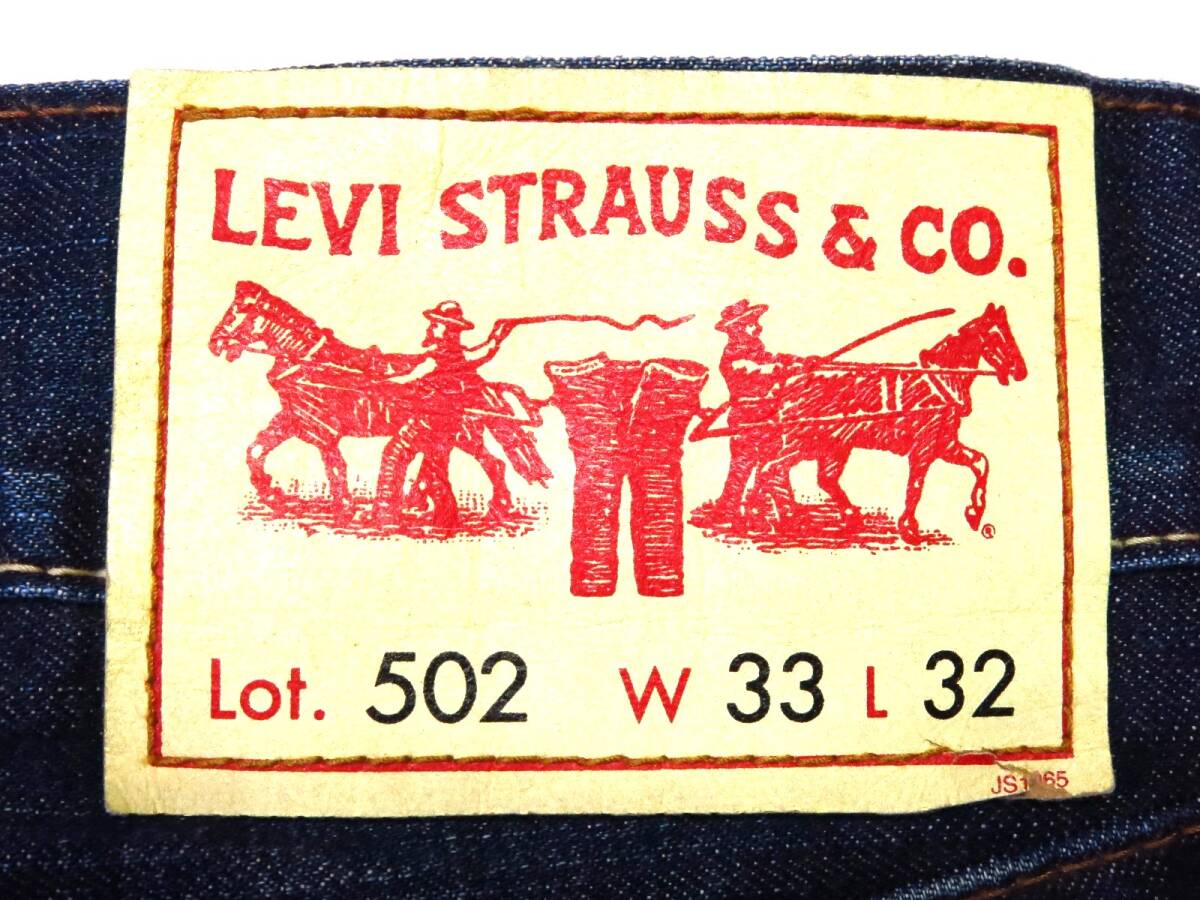 LEVI STRAUSS & CO.
®
Lot. 502 W 33 L 32